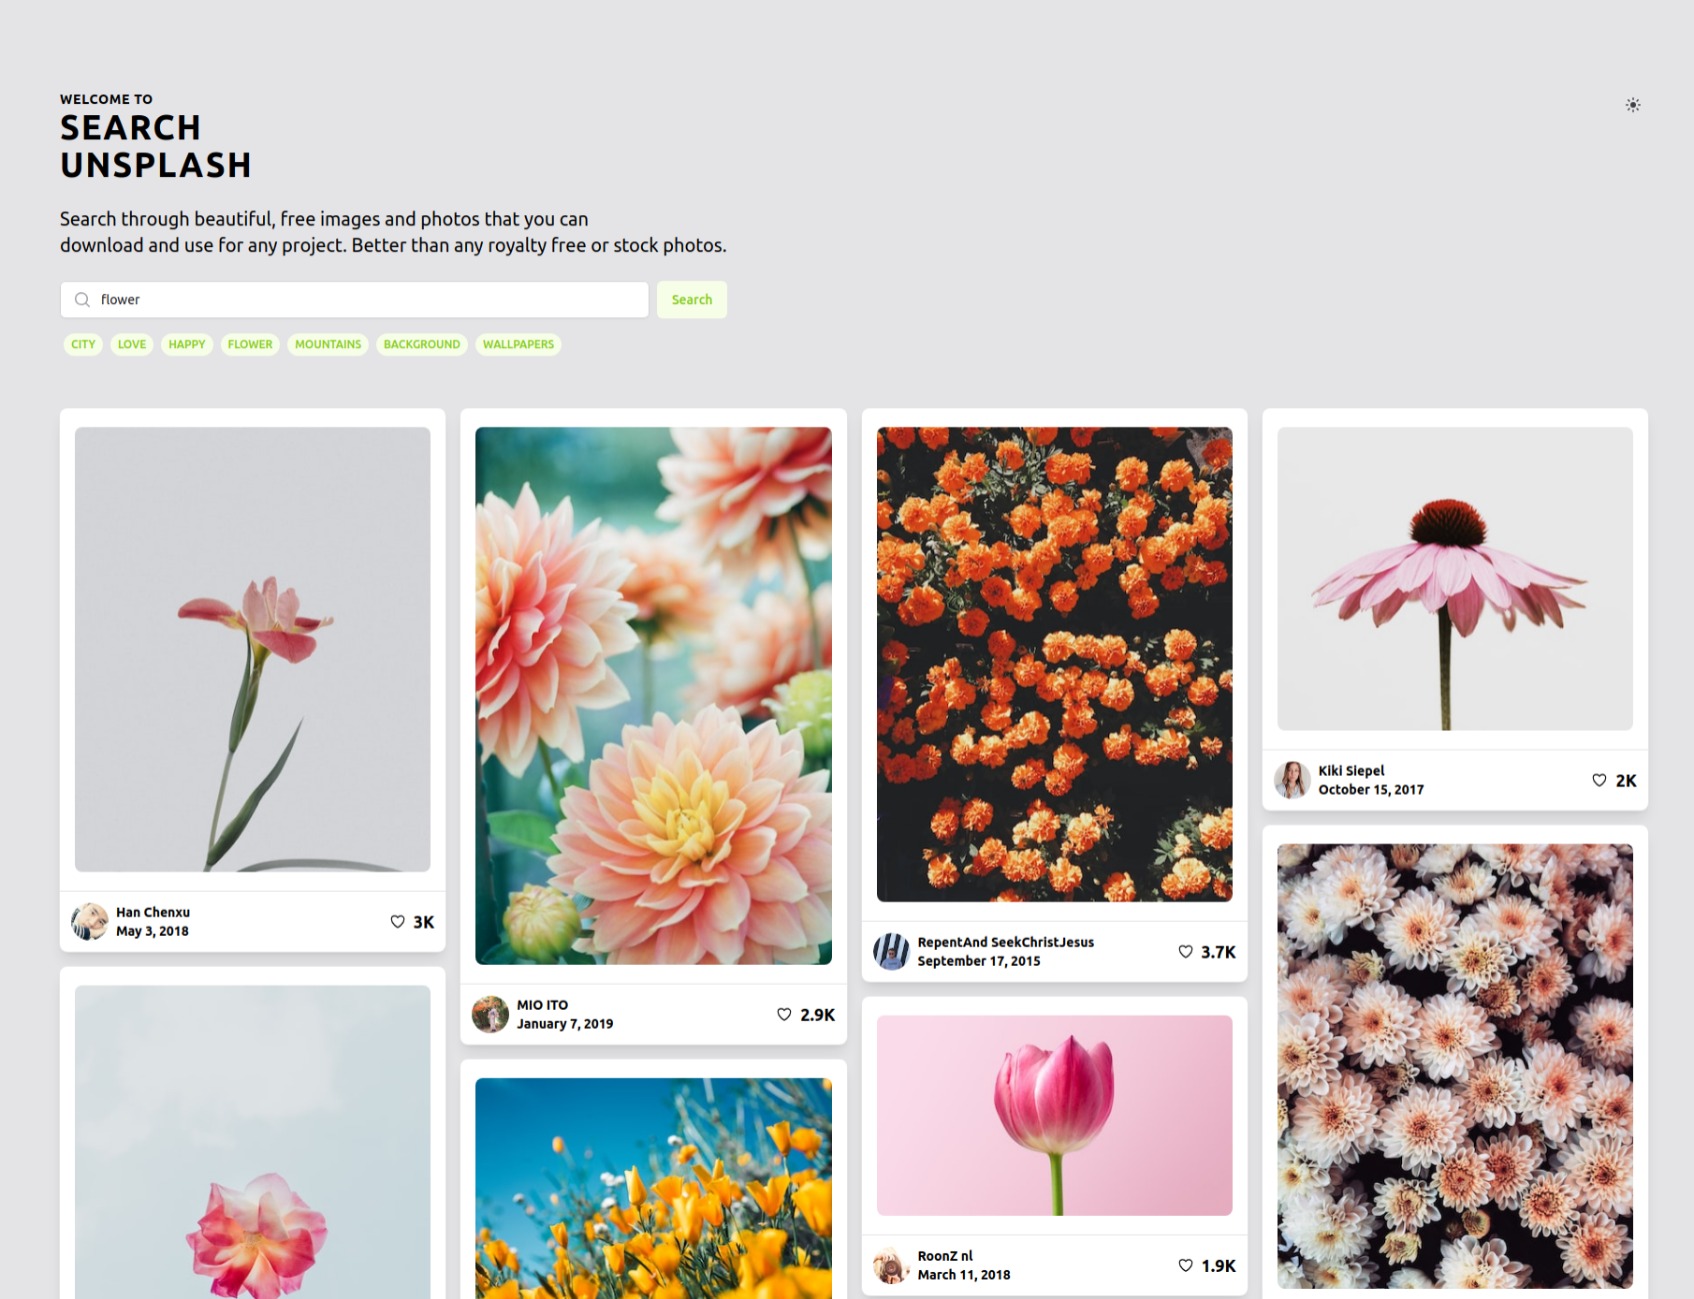 WELCOME TO
SEARCH
UNSPLASH
Search through beautiful, free images and photos that you can
download and use for any project. Better than any royalty free or stock photos.
flower
Search
CITY
LOVE
HAPPY
FLOWER
MOUNTAINS
BACKGROUND
WALLPAPERS
Han Chenxu
May 3, 2018
3K
MIO ITO
January 7, 2019
2.9K
RepentAnd SeekChristJesus
September 17, 2015
3.7K
RoonZ nl
March 11, 2018
1.9K
Kiki Siepel
October 15, 2017
2K